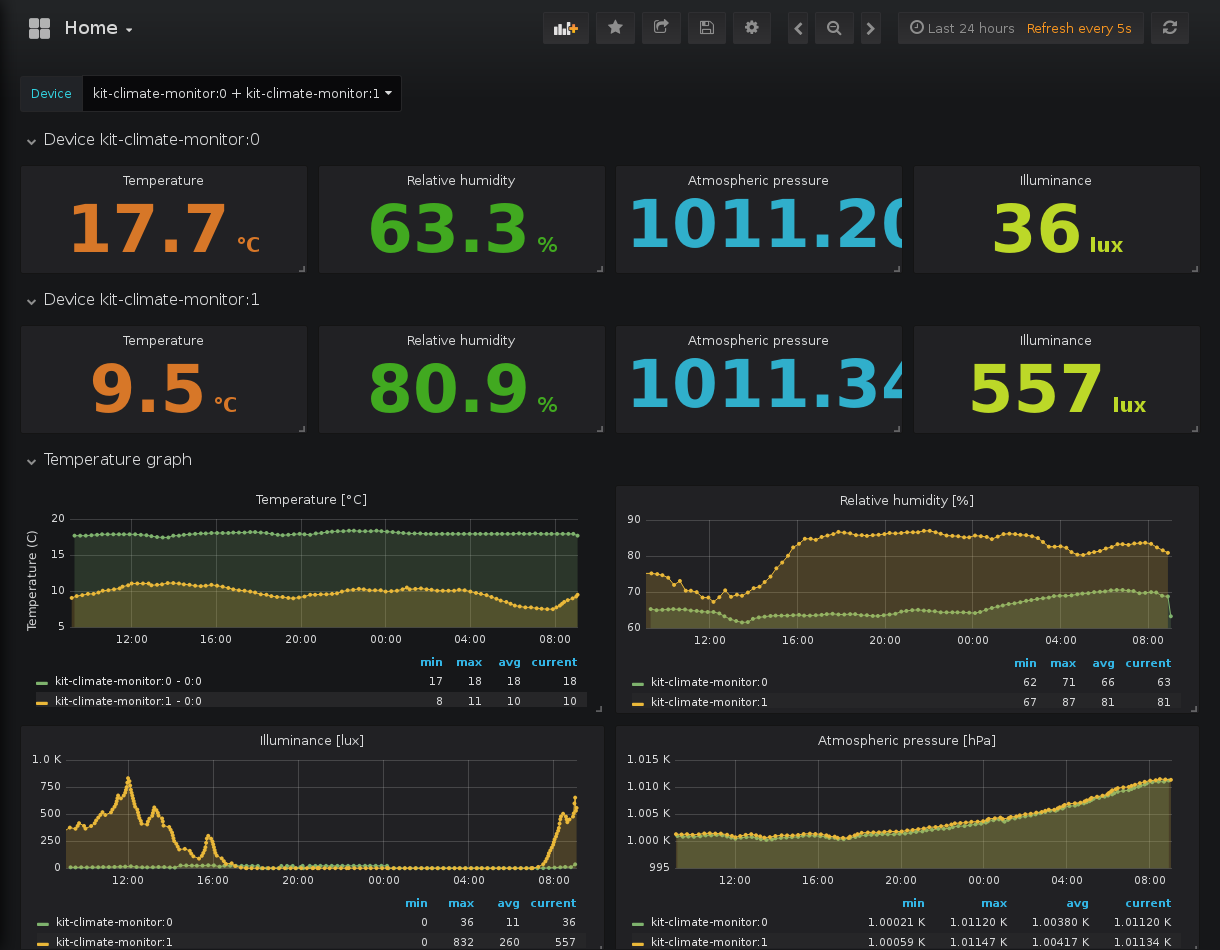 Home
Last 24 hours Refresh every 5s
Device kit-climate-monitor:0 + kit-climate-monitor:1
Device kit-climate-monitor:0
Temperature Relative humidity Atmospheric pressure Illuminance
17.7 °C 63.3 % 1011.20 36 lux
Device kit-climate-monitor:1
Temperature Relative humidity Atmospheric pressure Illuminance
9.5 °C 80.9 % 1011.34 557 lux
Temperature graph
Temperature [°C]
Temperature (C)
20
15
10
5
12:00 16:00 20:00 00:00 04:00 08:00
min max avg current
kit-climate-monitor:0 - 0:0 17 18 18 18
kit-climate-monitor:1 - 0:0 8 11 10 10
Relative humidity [%]
90
80
70
60
12:00 16:00 20:00 00:00 04:00 08:00
min max avg current
kit-climate-monitor:0 62 71 66 63
kit-climate-monitor:1 67 87 81 81
Illuminance [lux]
1.0 K
750
500
250
0
12:00 16:00 20:00 00:00 04:00 08:00
min max avg current
kit-climate-monitor:0 0 36 11 36
kit-climate-monitor:1 0 832 260 557
Atmospheric pressure [hPa]
1.015 K
1.010 K
1.005 K
1.000 K
995
12:00 16:00 20:00 00:00 04:00 08:00
min max avg current
kit-climate-monitor:0 1.00021 K 1.01120 K 1.00380 K 1.01120 K
kit-climate-monitor:1 1.00059 K 1.01147 K 1.00417 K 1.01134 K